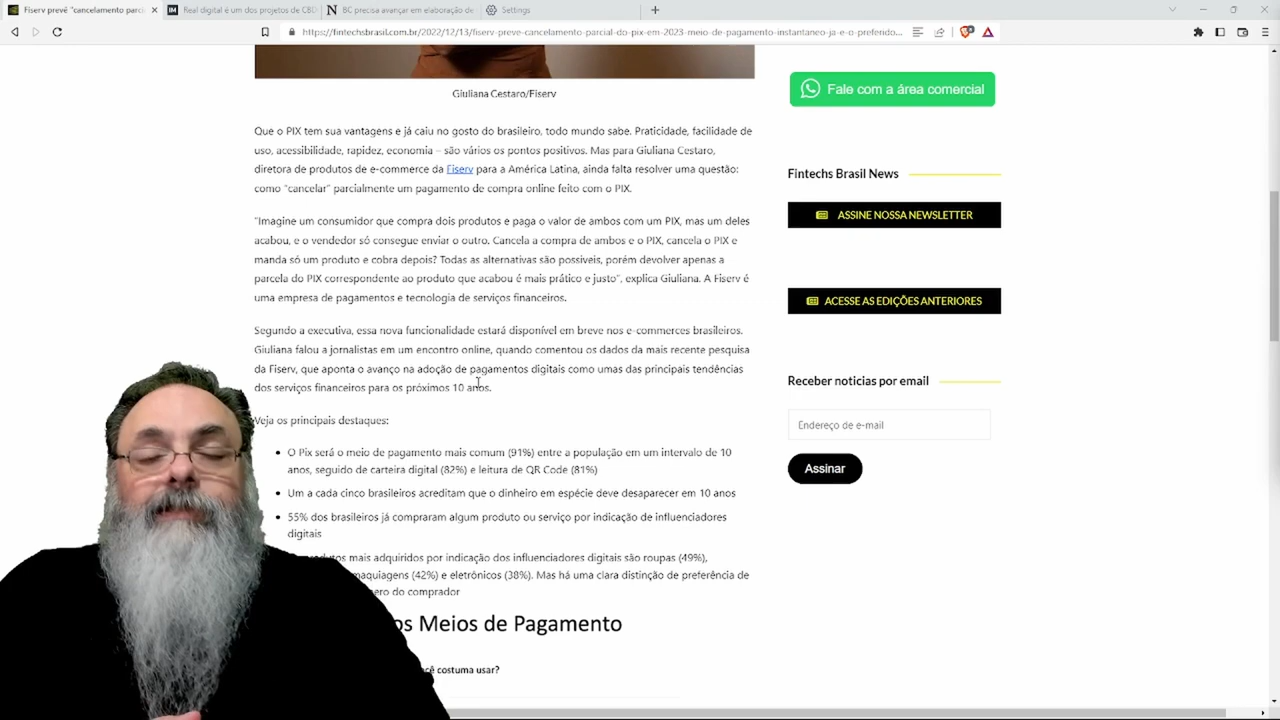 Fiserv prevê "cancelamento parci
Real digital é um dos projetos de CBD
BC precisa avançar em elaboração de
Settings
https://fintechsbrasil.com.br/2022/12/13/fiserv-preve-cancelamento-parcial-do-pix-em-2023-meio-de-pagamento-instantaneo-ja-e-o-preferido...
Giuliana Cestaro/Fiserv
Que o PIX tem sua vantagens e já caiu no gosto do brasileiro, todo mundo sabe. Praticidade, facilidade de
uso, acessibilidade, rapidez, economia – são vários os pontos positivos. Mas para Giuliana Cestaro,
diretora de produtos de e-commerce da Fiserv para a América Latina, ainda falta resolver uma questão:
como "cancelar" parcialmente um pagamento de compra online feito com o PIX.
"Imagine um consumidor que compra dois produtos e paga o valor de ambos com um PIX, mas um deles
acabou, e o vendedor só consegue enviar o outro. Cancela a compra de ambos e o PIX, cancela o PIX e
manda só um produto e cobra depois? Todas as alternativas são possíveis, porém devolver apenas a
parcela do PIX correspondente ao produto que acabou é mais prático e justo", explica Giuliana. A Fiserv é
uma empresa de pagamentos e tecnologia de serviços financeiros.
Segundo a executiva, essa nova funcionalidade estará disponível em breve nos e-commerces brasileiros.
Giuliana falou a jornalistas em um encontro online, quando comentou os dados da mais recente pesquisa
da Fiserv, que aponta o avanço na adoção de pagamentos digitais como umas das principais tendências
dos serviços financeiros para os próximos 10 anos.
Veja os principais destaques:
O Pix será o meio de pagamento mais comum (91%) entre a população em um intervalo de 10
anos, seguido de carteira digital (82%) e leitura de QR Code (81%)
Um a cada cinco brasileiros acreditam que o dinheiro em espécie deve desaparecer em 10 anos
55% dos brasileiros já compraram algum produto ou serviço por indicação de influenciadores
digitais
mais adquiridos por indicação dos influenciadores digitais são roupas (49%),
maquiagens (42%) e eletrônicos (38%). Mas há uma clara distinção de preferência de
do comprador
os Meios de Pagamento
costuma usar?
Fale com a área comercial
Fintechs Brasil News
ASSINE NOSSA NEWSLETTER
ACESSE AS EDIÇÕES ANTERIORES
Receber noticias por email
Endereço de e-mail
Assinar